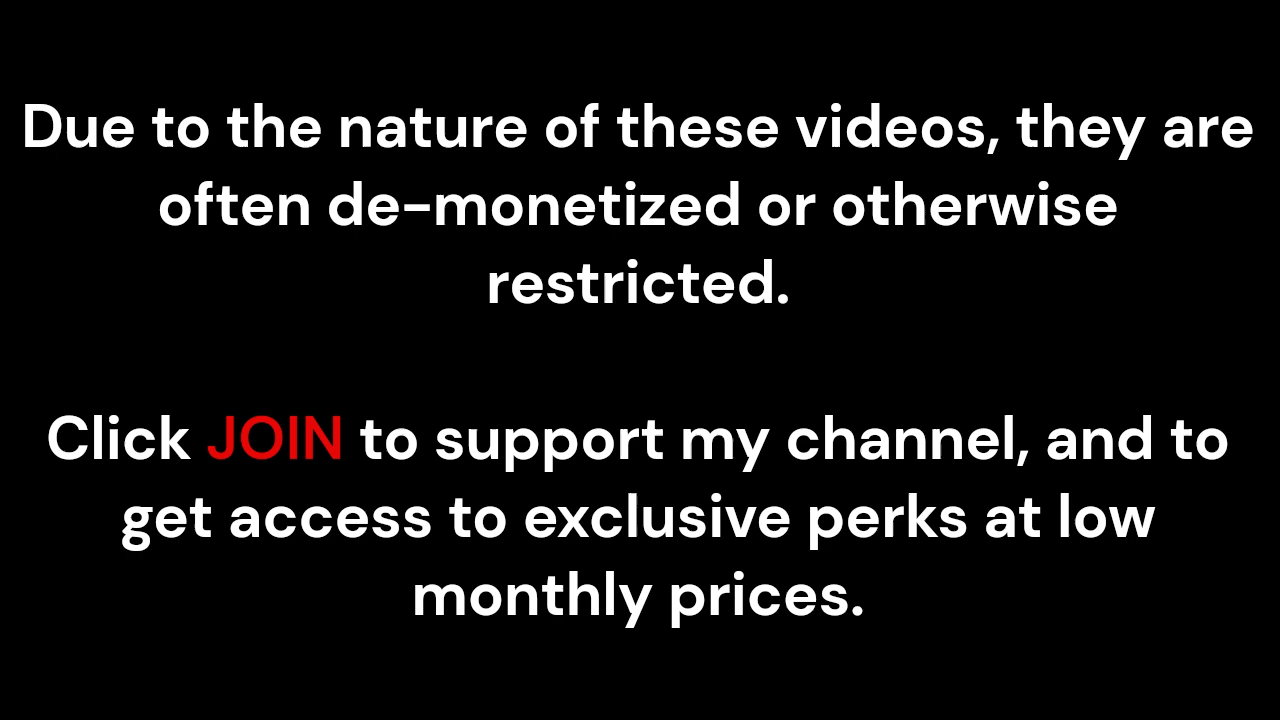 Due to the nature of these videos, they are
often de-monetized or otherwise
restricted.
Click JOIN to support my channel, and to
get access to exclusive perks at low
monthly prices.